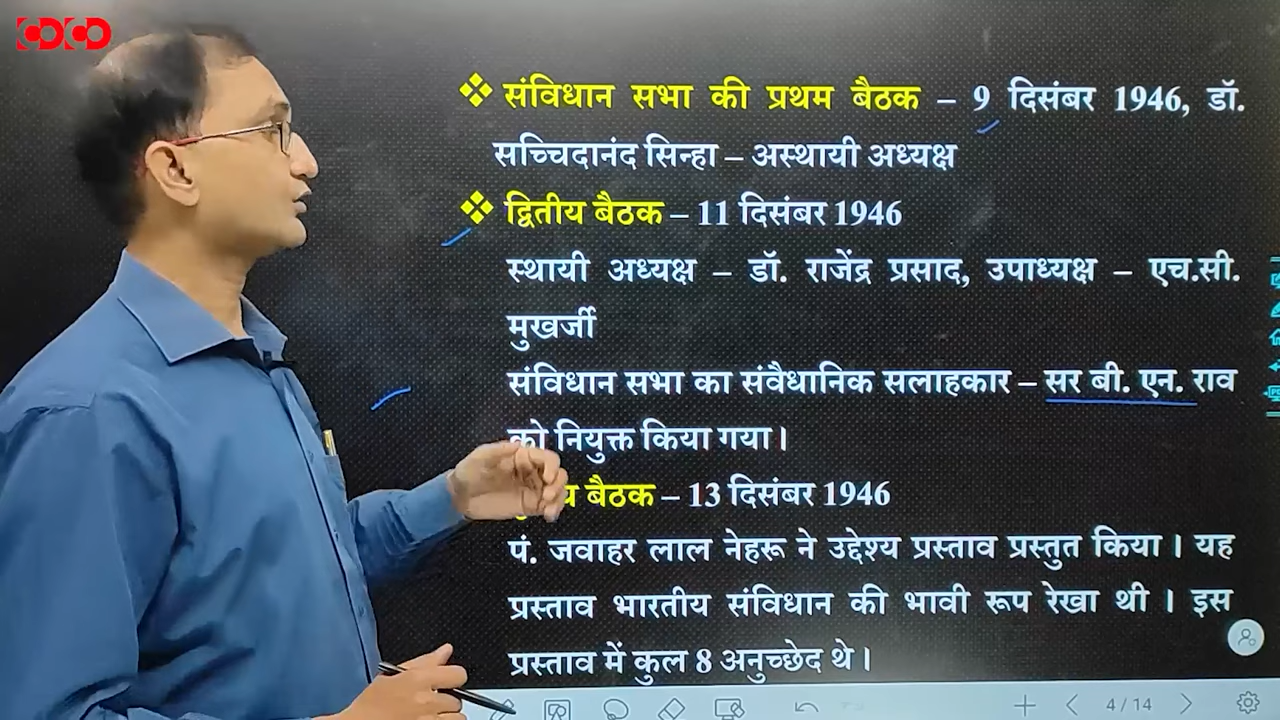 COCO
❖ संविधान सभा की प्रथम बैठक – 9 दिसंबर 1946, डॉ.
सच्चिदानंद सिन्हा – अस्थायी अध्यक्ष
❖ द्वितीय बैठक – 11 दिसंबर 1946
स्थायी अध्यक्ष – डॉ. राजेंद्र प्रसाद, उपाध्यक्ष – एच.सी.
मुखर्जी
संविधान सभा का संवैधानिक सलाहकार – सर बी. एन. राव
को नियुक्त किया गया।
बैठक – 13 दिसंबर 1946
पं. जवाहर लाल नेहरू ने उद्देश्य प्रस्ताव प्रस्तुत किया। यह
प्रस्ताव भारतीय संविधान की भावी रूप रेखा थी । इस
प्रस्ताव में कुल 8 अनुच्छेद थे।
4/14